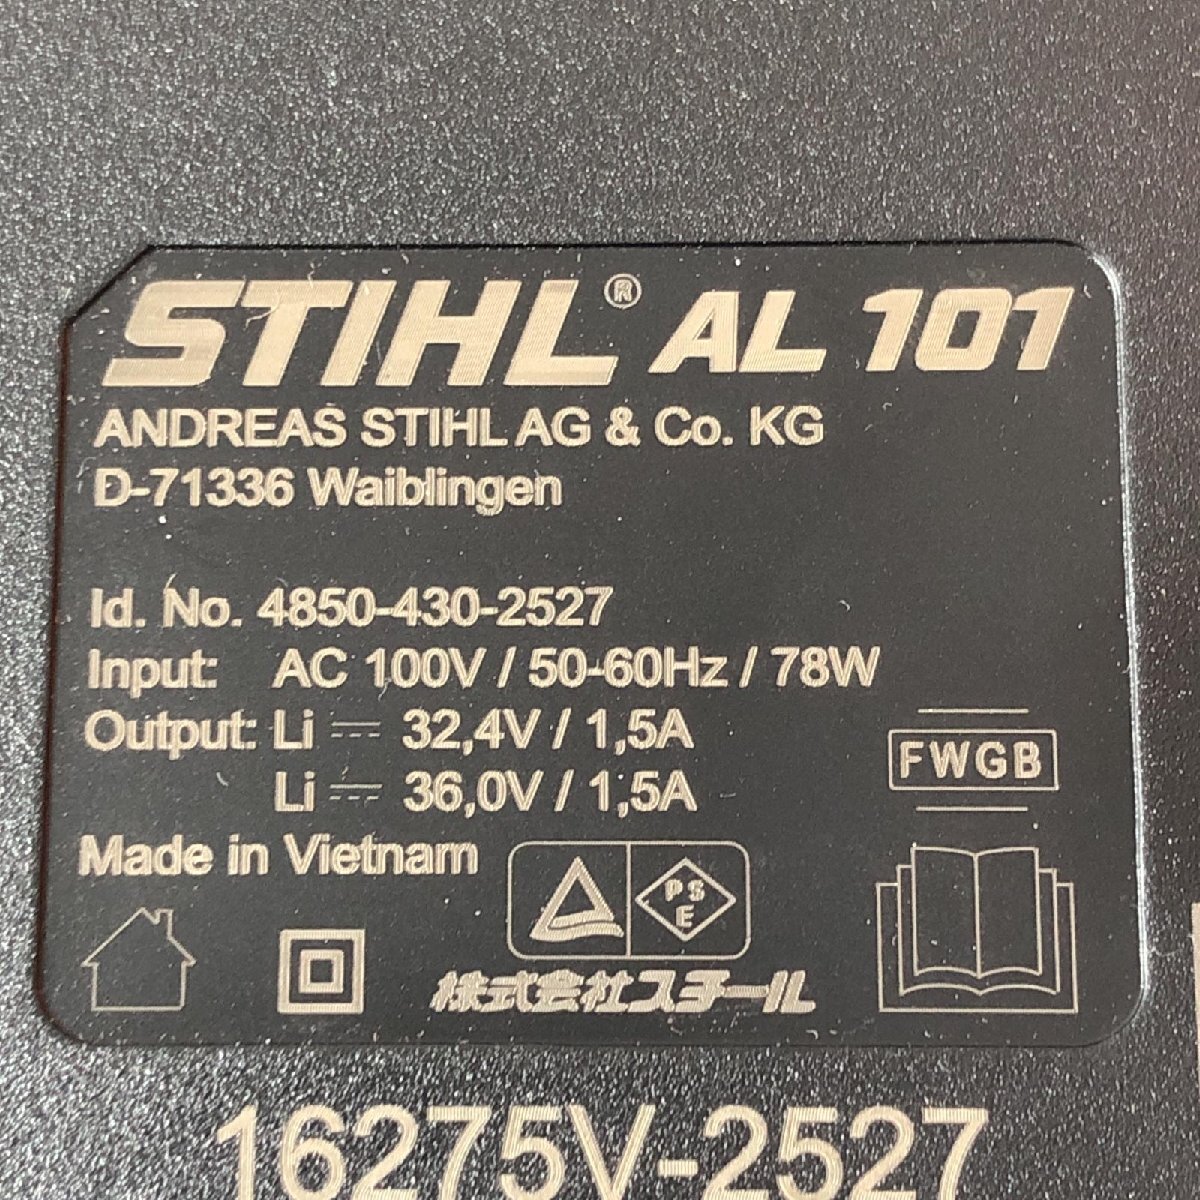 STIHL® AL 101
ANDREAS STIHL AG & Co. KG
D-71336 Waiblingen
Id. No. 4850-430-2527
Input: AC 100V / 50-60Hz / 78W
Output: Li ⎓ 32,4V / 1,5A
Li ⎓ 36,0V / 1,5A
FWGB
Made in Vietnam
PS
E
株式会社スチール
16275V-2527